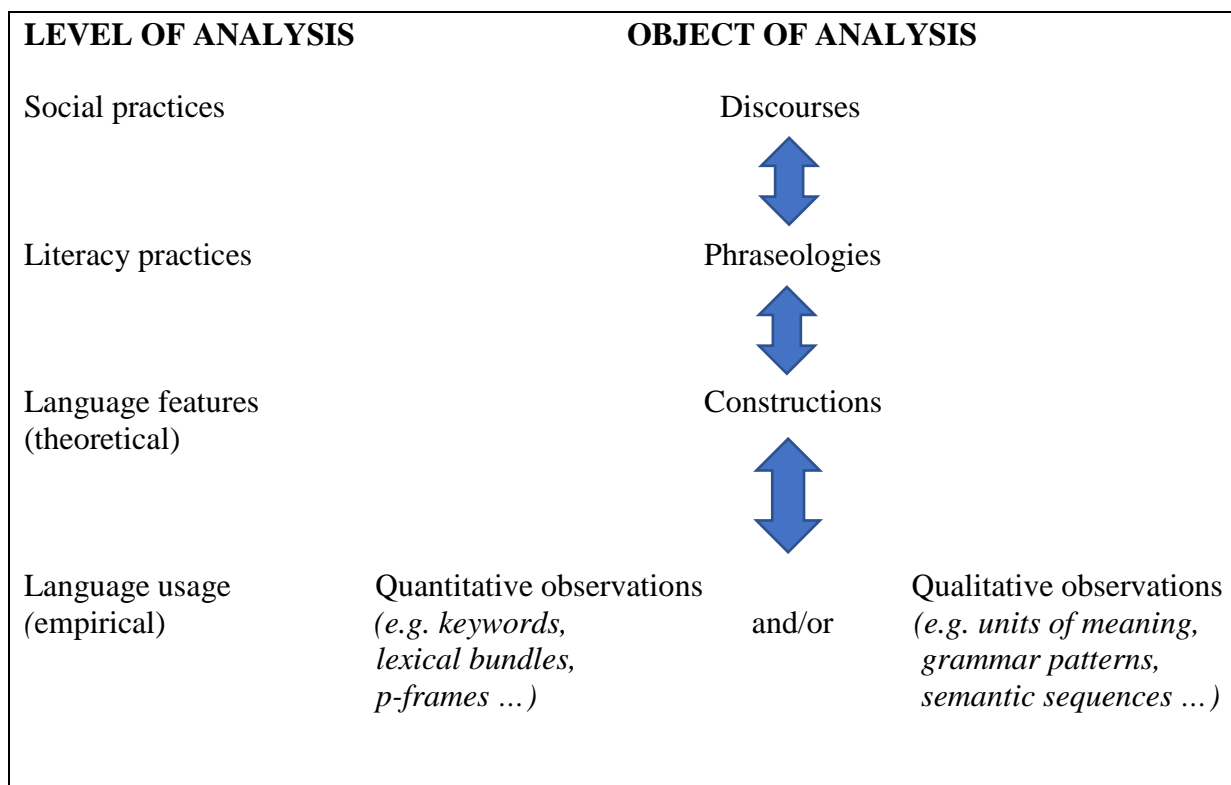 LEVEL OF ANALYSIS OBJECT OF ANALYSIS
Social practices Discourses
Literacy practices Phraseologies
Language features Constructions
(theoretical)
Language usage Quantitative observations Qualitative observations
(empirical) (e.g. keywords, and/or (e.g. units of meaning,
lexical bundles, grammar patterns,
p-frames …) semantic sequences …)